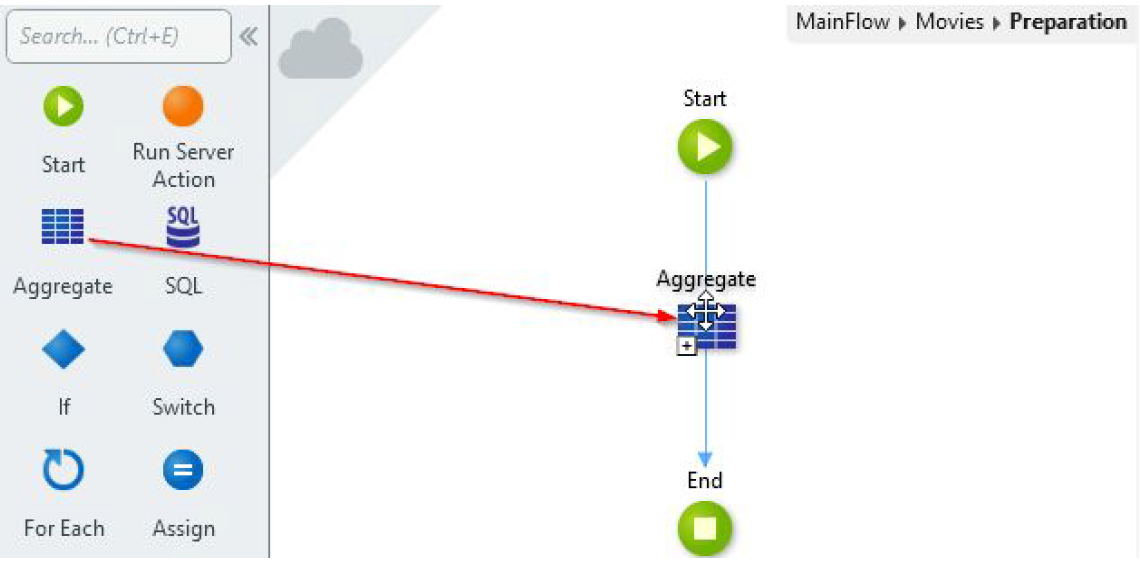 Search... (Ctrl+E)
MainFlow Movies Preparation
Start
Run Server
Action
Aggregate
SQL
SQL
If
Switch
For Each
Assign
Start
Aggregate
End